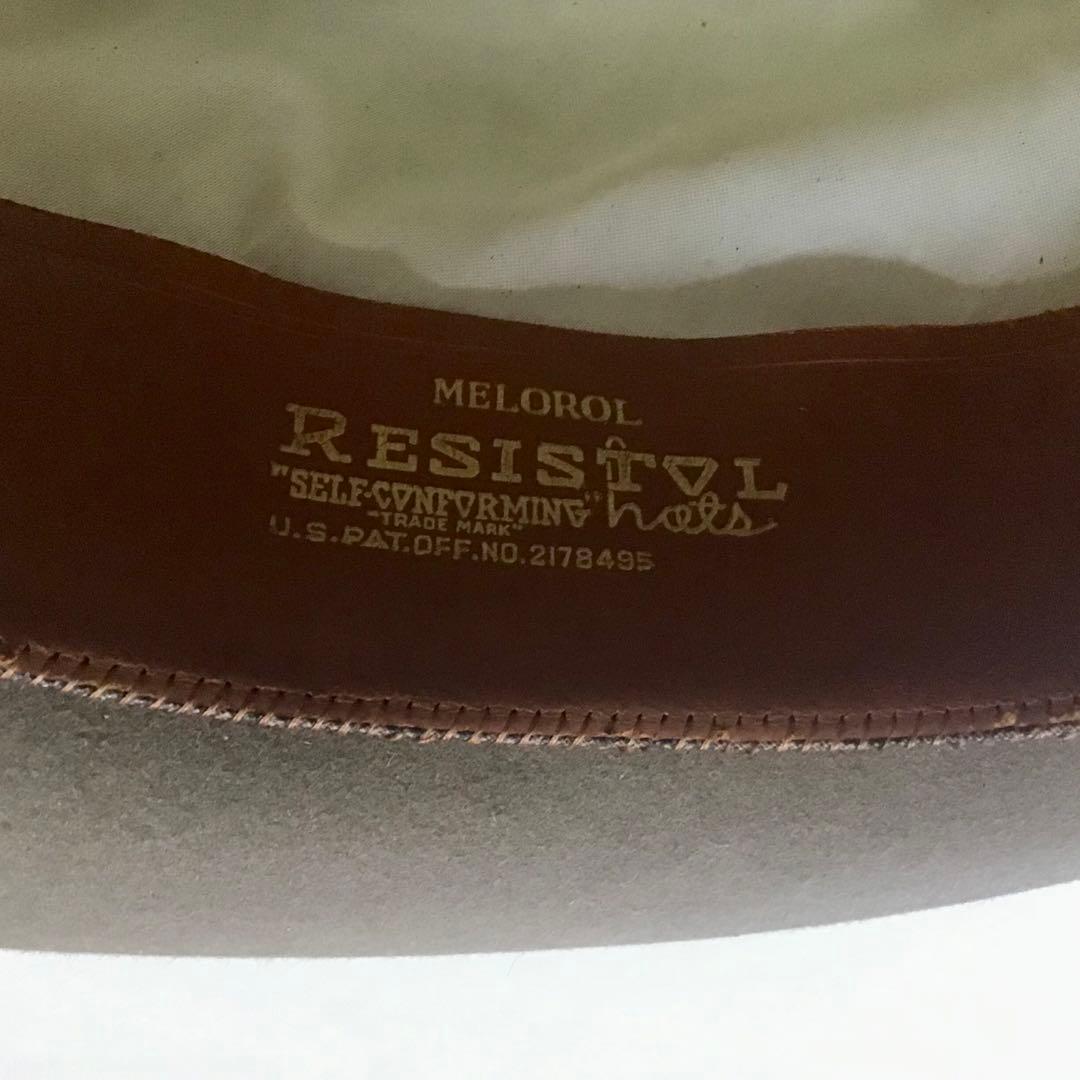 MELOROL
RESISTOL
"SELF-CONFORMING" hats
"TRADE MARK"
U.S.PAT.OFF.NO.2178495